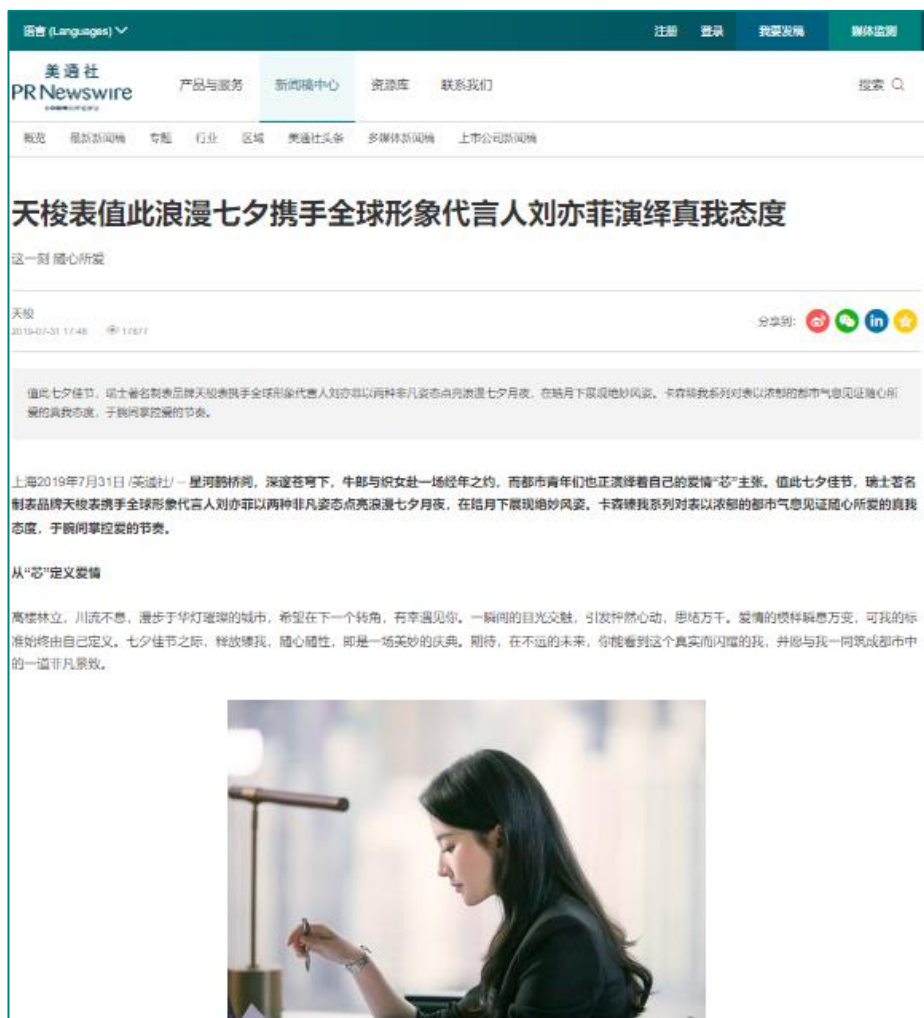 语言 (Languages)
注册 登录 我要发稿 媒体监测
美通社
PR Newswire
产品与服务 新闻稿中心 资源库 联系我们
搜索
概览 最新新闻稿 专题 行业 区域 美通社头条 多媒体新闻稿 上市公司新闻稿
天梭表值此浪漫七夕携手全球形象代言人刘亦菲演绎真我态度
这一刻 随心所爱
天梭
2019-07-31 17:46
分享到:
值此七夕佳节，瑞士著名制表品牌天梭表携手全球形象代言人刘亦菲以两种非凡姿态点亮浪漫七夕月夜，在皓月下展现绝妙风姿。卡森臻我系列对表以浓郁的都市气息见证随心所
爱的真我态度，于腕间掌控爱的节奏。
上海2019年7月31日 /美通社/ -- 星河鹊桥间，深邃苍穹下，牛郎与织女赴一场经年之约，而都市青年们也正演绎着自己的爱情“芯”主张。值此七夕佳节，瑞士著名
制表品牌天梭表携手全球形象代言人刘亦菲以两种非凡姿态点亮浪漫七夕月夜，在皓月下展现绝妙风姿。卡森臻我系列对表以浓郁的都市气息见证随心所爱的真我
态度，于腕间掌控爱的节奏。
从“芯”定义爱情
高楼林立，川流不息，漫步于华灯璀璨的城市，希望在下一个转角，有幸遇见你。一瞬间的目光交触，引发怦然心动，思绪万千。爱情的模样瞬息万变，可我的标
准始终由自己定义。七夕佳节之际，释放臻我，随心随性，即是一场美妙的庆典。期待，在不远的未来，你能看到这个真实而闪耀的我，并愿与我一同筑成都市中
的一道非凡景致。